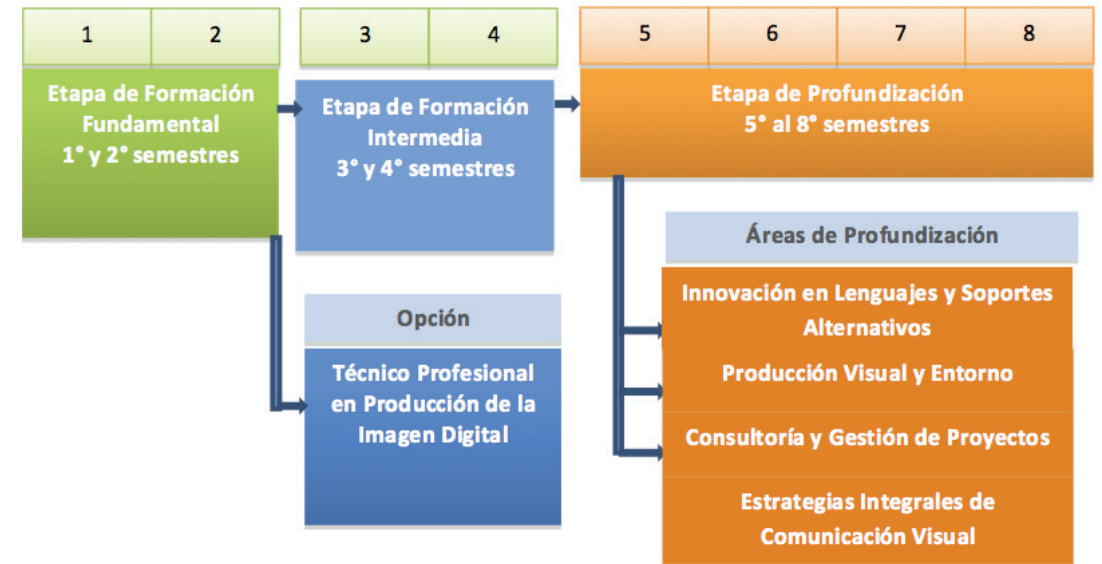 1 2 3 4 5 6 7 8
Etapa de Formación
Fundamental
1° y 2° semestres
Etapa de Formación
Intermedia
3° y 4° semestres
Etapa de Profundización
5° al 8° semestres
Opción
Técnico Profesional
en Producción de la
Imagen Digital
Áreas de Profundización
Innovación en Lenguajes y Soportes
Alternativos
Producción Visual y Entorno
Consultoría y Gestión de Proyectos
Estrategias Integrales de
Comunicación Visual